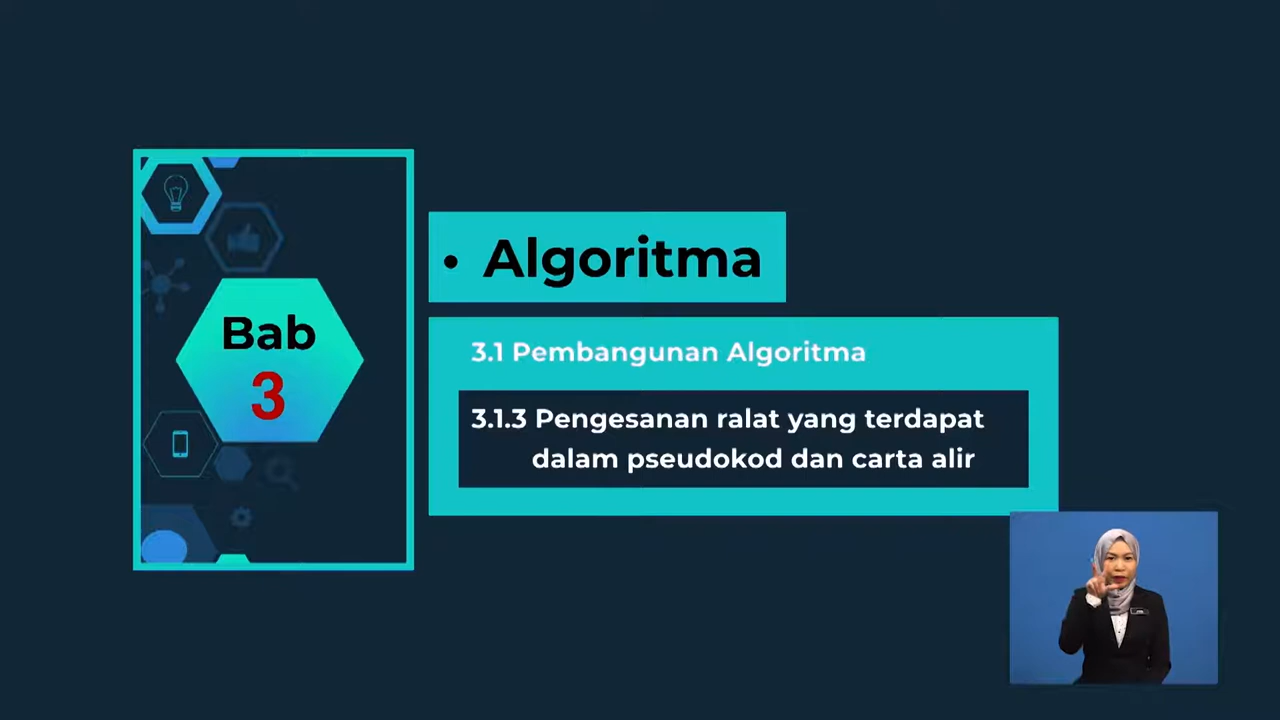 Bab
3
• Algoritma
3.1 Pembangunan Algoritma
3.1.3 Pengesanan ralat yang terdapat
dalam pseudokod dan carta alir